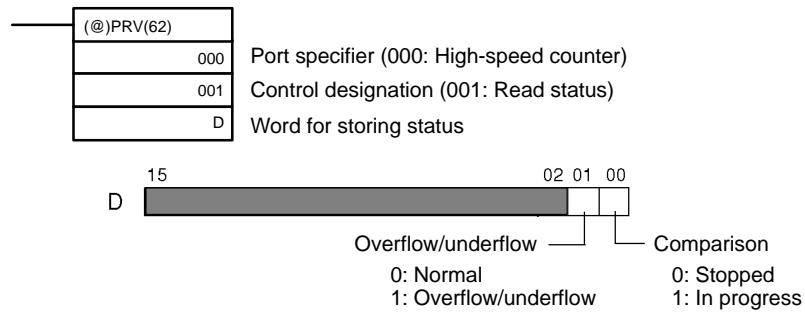 (@)PRV(62)
000 Port specifier (000: High-speed counter)
001 Control designation (001: Read status)
D Word for storing status
15 02 01 00
D
Overflow/underflow Comparison
0: Normal 0: Stopped
1: Overflow/underflow 1: In progress